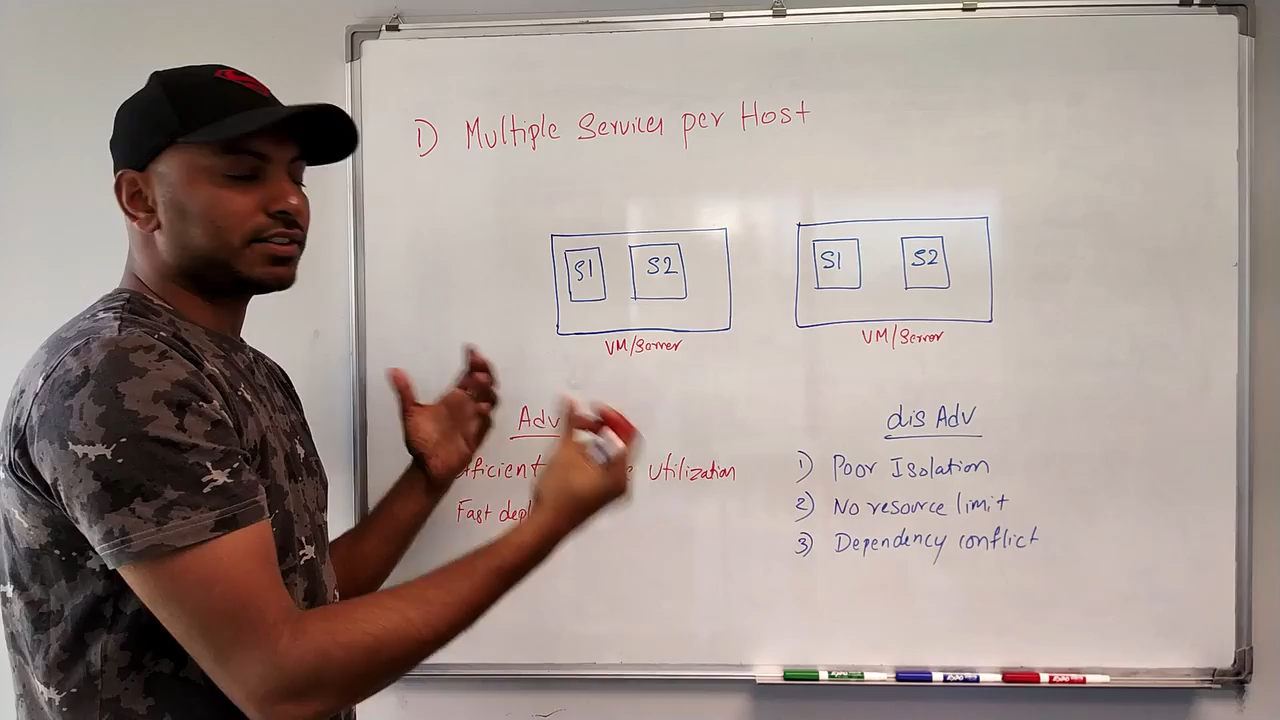 1) Multiple Services per Host
S1 S2
S1 S2
VM/Server
VM/Server
Adv
utilization
Fast
dis Adv
1) Poor Isolation
2) No resource limit
3) Dependency conflict